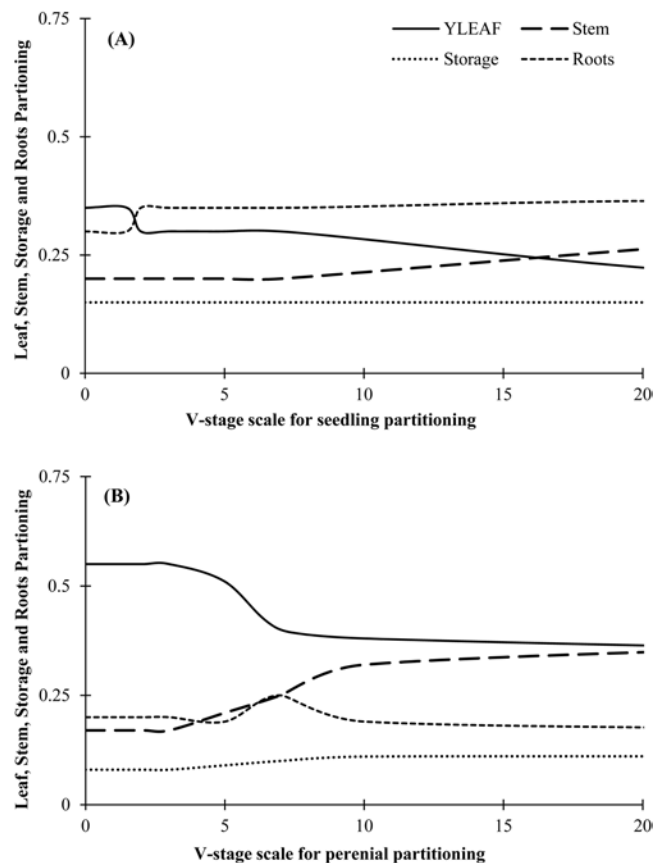 0.75
(A)
YLEAF
Stem
Storage
Roots
Leaf, Stem, Storage and Roots Partioning
0.5
0.25
0
0 5 10 15 20
V-stage scale for seedling partitioning
0.75
(B)
Leaf, Stem, Storage and Roots Partioning
0.5
0.25
0
0 5 10 15 20
V-stage scale for perenial partitioning